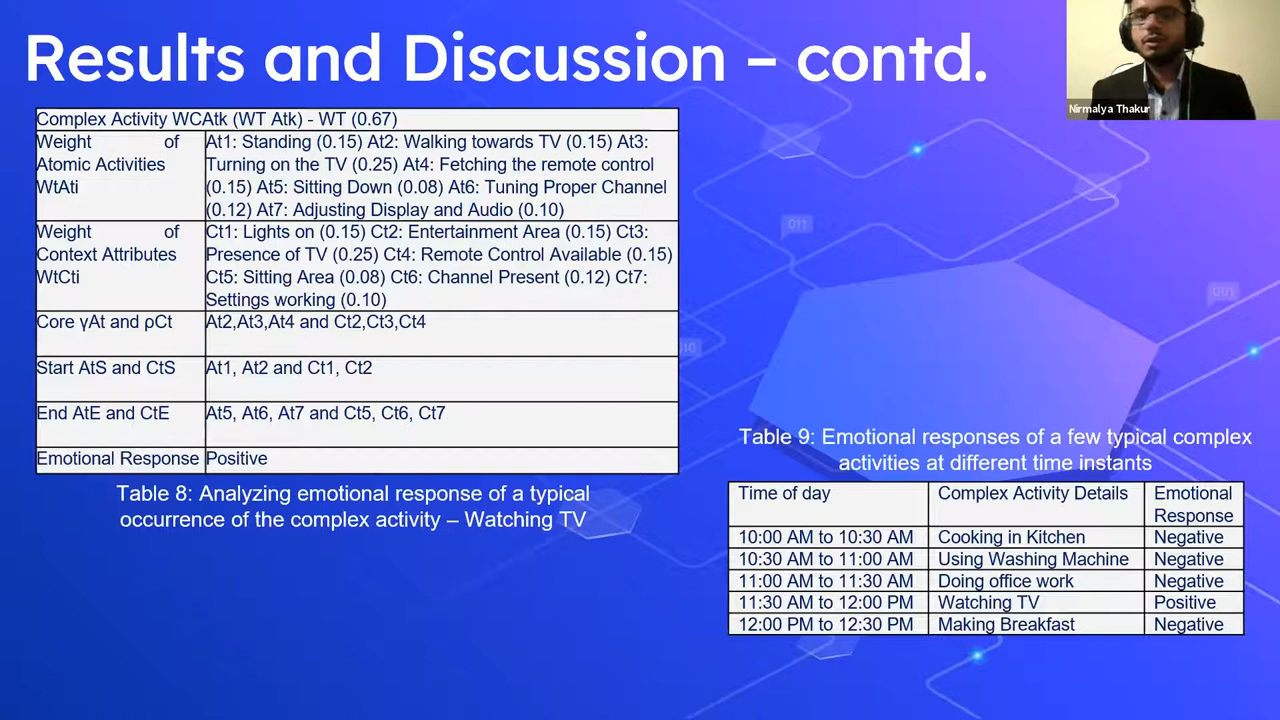 Results and Discussion – contd.
Nirmalya Thakur
Complex Activity WCAtk (WT Atk) - WT (0.67)
Weight of
Atomic Activities
WtAti
At1: Standing (0.15) At2: Walking towards TV (0.15) At3:
Turning on the TV (0.25) At4: Fetching the remote control
(0.15) At5: Sitting Down (0.08) At6: Tuning Proper Channel
(0.12) At7: Adjusting Display and Audio (0.10)
Weight of
Context Attributes
WtCti
Ct1: Lights on (0.15) Ct2: Entertainment Area (0.15) Ct3:
Presence of TV (0.25) Ct4: Remote Control Available (0.15)
Ct5: Sitting Area (0.08) Ct6: Channel Present (0.12) Ct7:
Settings working (0.10)
Core γAt and ρCt At2,At3,At4 and Ct2,Ct3,Ct4
Start AtS and CtS At1, At2 and Ct1, Ct2
End AtE and CtE At5, At6, At7 and Ct5, Ct6, Ct7
Emotional Response Positive
Table 8: Analyzing emotional response of a typical
occurrence of the complex activity – Watching TV
011
Table 9: Emotional responses of a few typical complex
activities at different time instants
Time of day Complex Activity Details Emotional
Response
10:00 AM to 10:30 AM Cooking in Kitchen Negative
10:30 AM to 11:00 AM Using Washing Machine Negative
11:00 AM to 11:30 AM Doing office work Negative
11:30 AM to 12:00 PM Watching TV Positive
12:00 PM to 12:30 PM Making Breakfast Negative